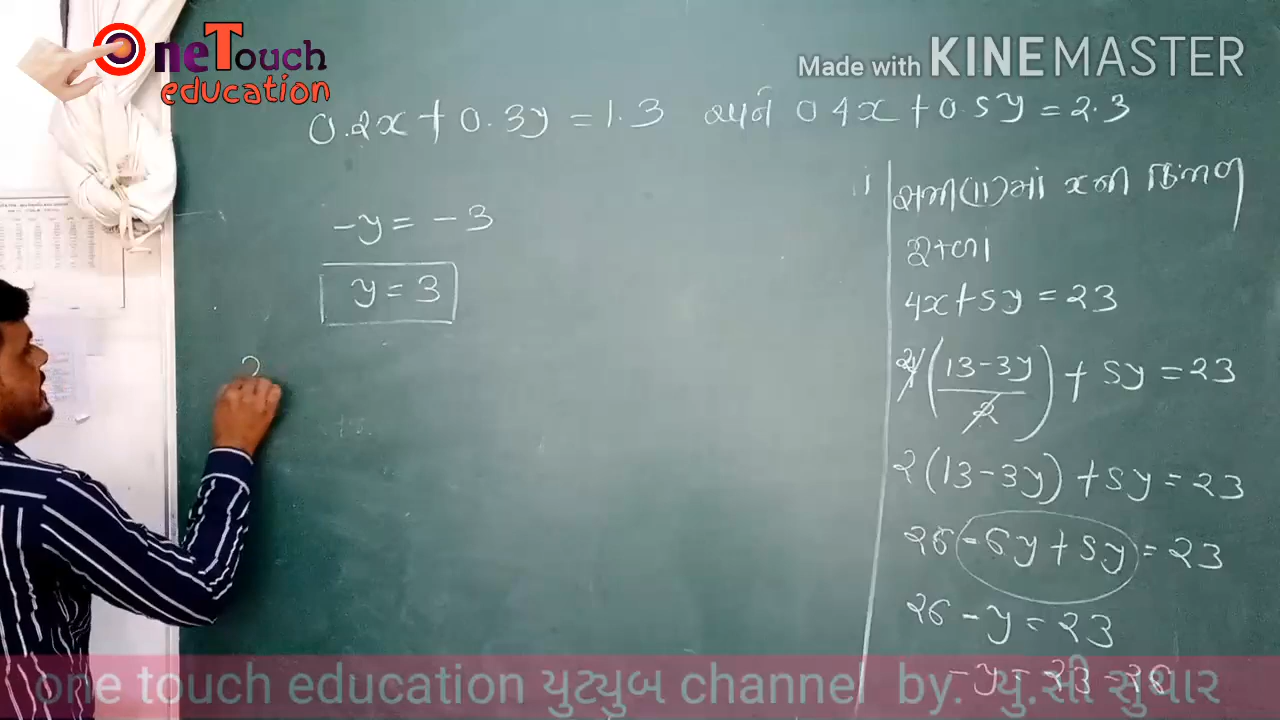 OneTouch
education
Made with KINEMASTER
0.2x + 0.3y = 1.3 અને 0.4x + 0.5y = 2.3
-y = -3
y = 3
સમી(ii)માં x ની કિંમત
મુકતા
4x + 5y = 23
(13-3y/2) + 5y = 23
2(13-3y) + 5y = 23
26 - 6y + 5y = 23
26 - y = 23
-y = 23 - 26
one touch education યુટ્યુબ channel by. યુ.સી સુથાર